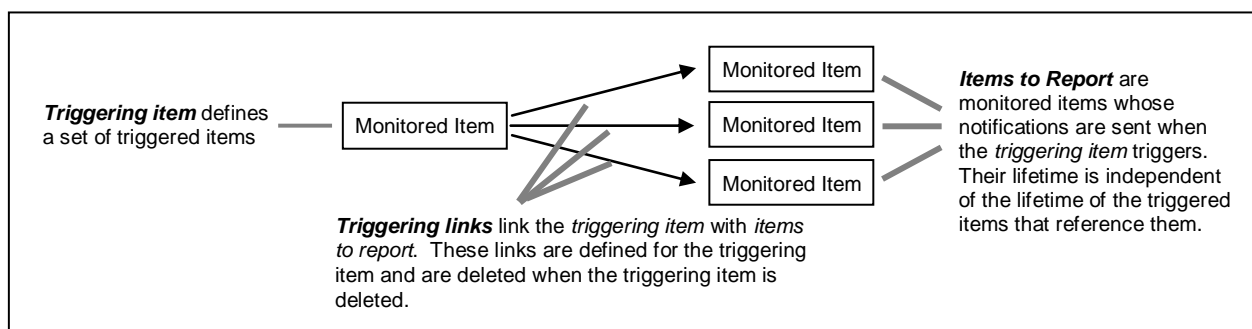 Triggering item defines
a set of triggered items
Monitored Item
Monitored Item
Monitored Item
Monitored Item
Triggering links link the triggering item with items
to report.  These links are defined for the triggering
item and are deleted when the triggering item is
deleted.
Items to Report are
monitored items whose
notifications are sent when
the triggering item triggers.
Their lifetime is independent
of the lifetime of the triggered
items that reference them.